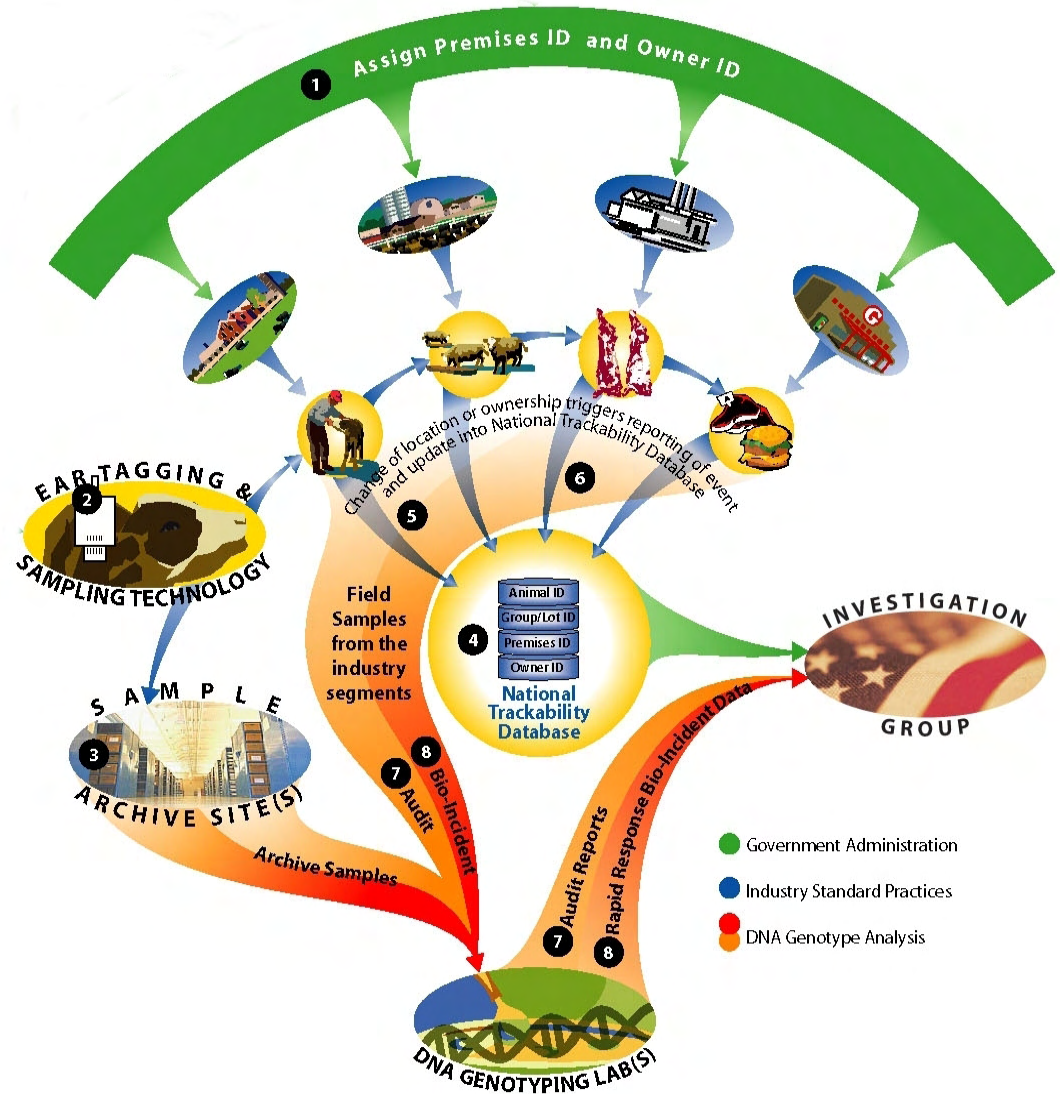 Assign Premises ID and Owner ID
1
G
Change of location or ownership triggers reporting of event
and update into National Trackability Database
EAR TAGGING &
2
SAMPLING TECHNOLOGY
5
6
Field
Samples
from the
industry
segments
4
Animal ID
Group/Lot ID
Premises ID
Owner ID
National
Trackability
Database
INVESTIGATION
GROUP
SAMPLE
3
ARCHIVE SITE(S)
Archive Samples
7 Audit
8 Bio-Incident
7 Audit Reports
8 Rapid Response Bio-Incident Data
Government Administration
Industry Standard Practices
DNA Genotype Analysis
DNA GENOTYPING LAB(S)